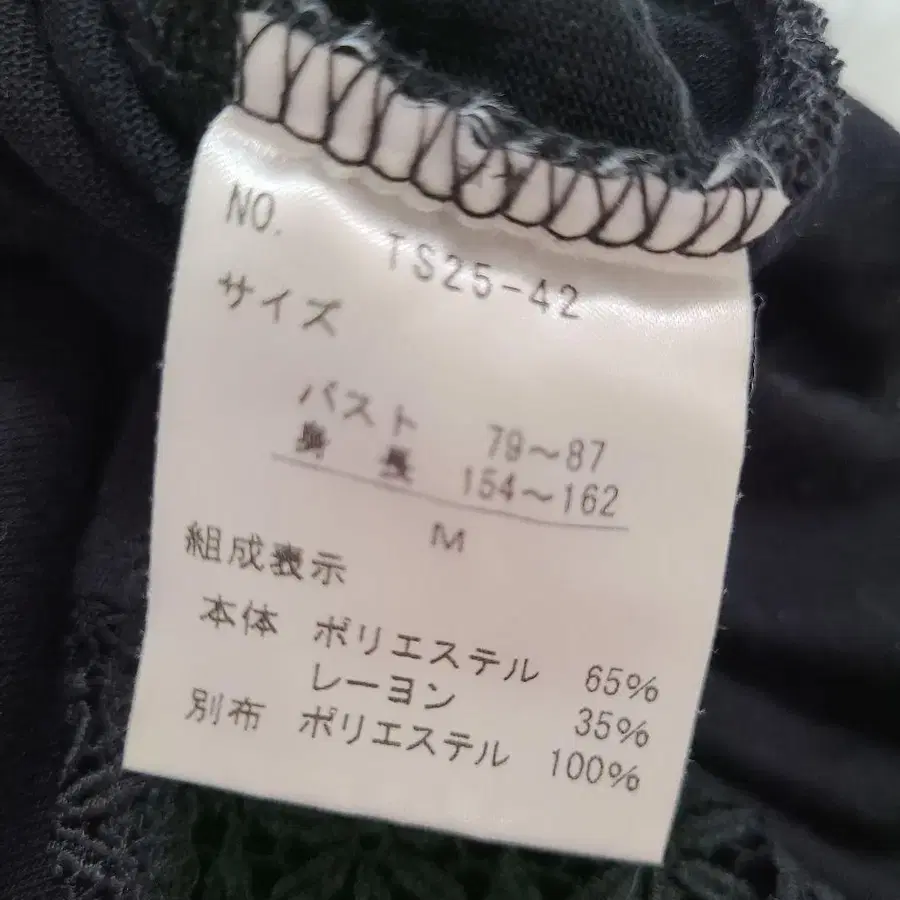 NO. TS25-42
サイズ
バスト 79～87
身長 154～162
M
組成表示
本体 ポリエステル 65%
レーヨン 35%
別布 ポリエステル 100%